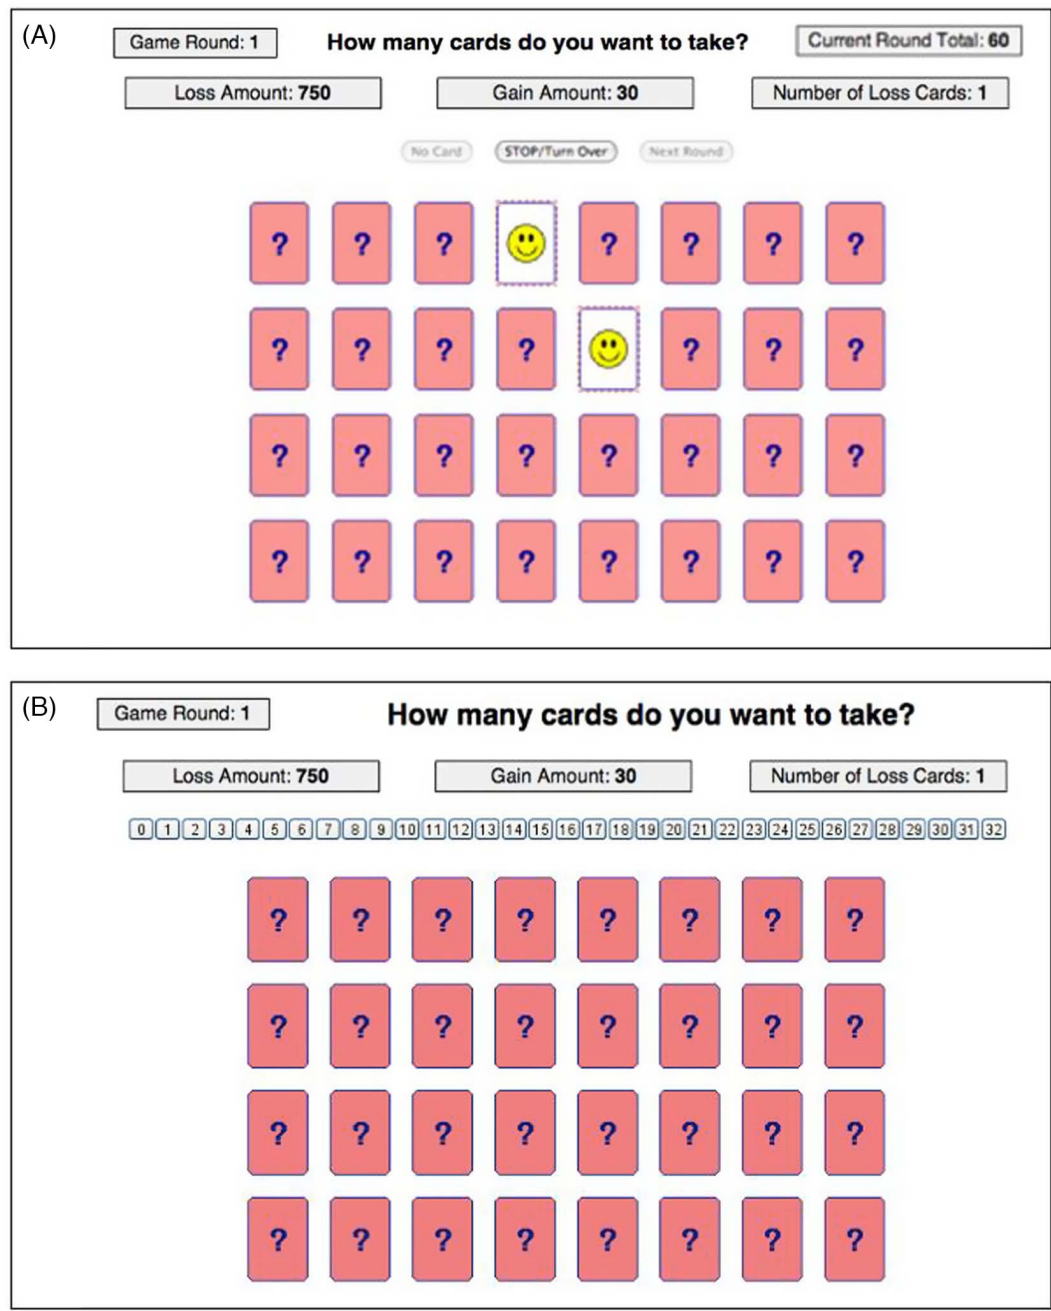 (A)
Game Round: 1 How many cards do you want to take? Current Round Total: 60
Loss Amount: 750 Gain Amount: 30 Number of Loss Cards: 1
No Card STOP/Turn Over Next Round
? ? ? ? ? ? ?
? ? ? ? ? ? ?
? ? ? ? ? ? ? ?
? ? ? ? ? ? ? ?
(B)
Game Round: 1 How many cards do you want to take?
Loss Amount: 750 Gain Amount: 30 Number of Loss Cards: 1
0 1 2 3 4 5 6 7 8 9 10 11 12 13 14 15 16 17 18 19 20 21 22 23 24 25 26 27 28 29 30 31 32
? ? ? ? ? ? ? ?
? ? ? ? ? ? ? ?
? ? ? ? ? ? ? ?
? ? ? ? ? ? ? ?